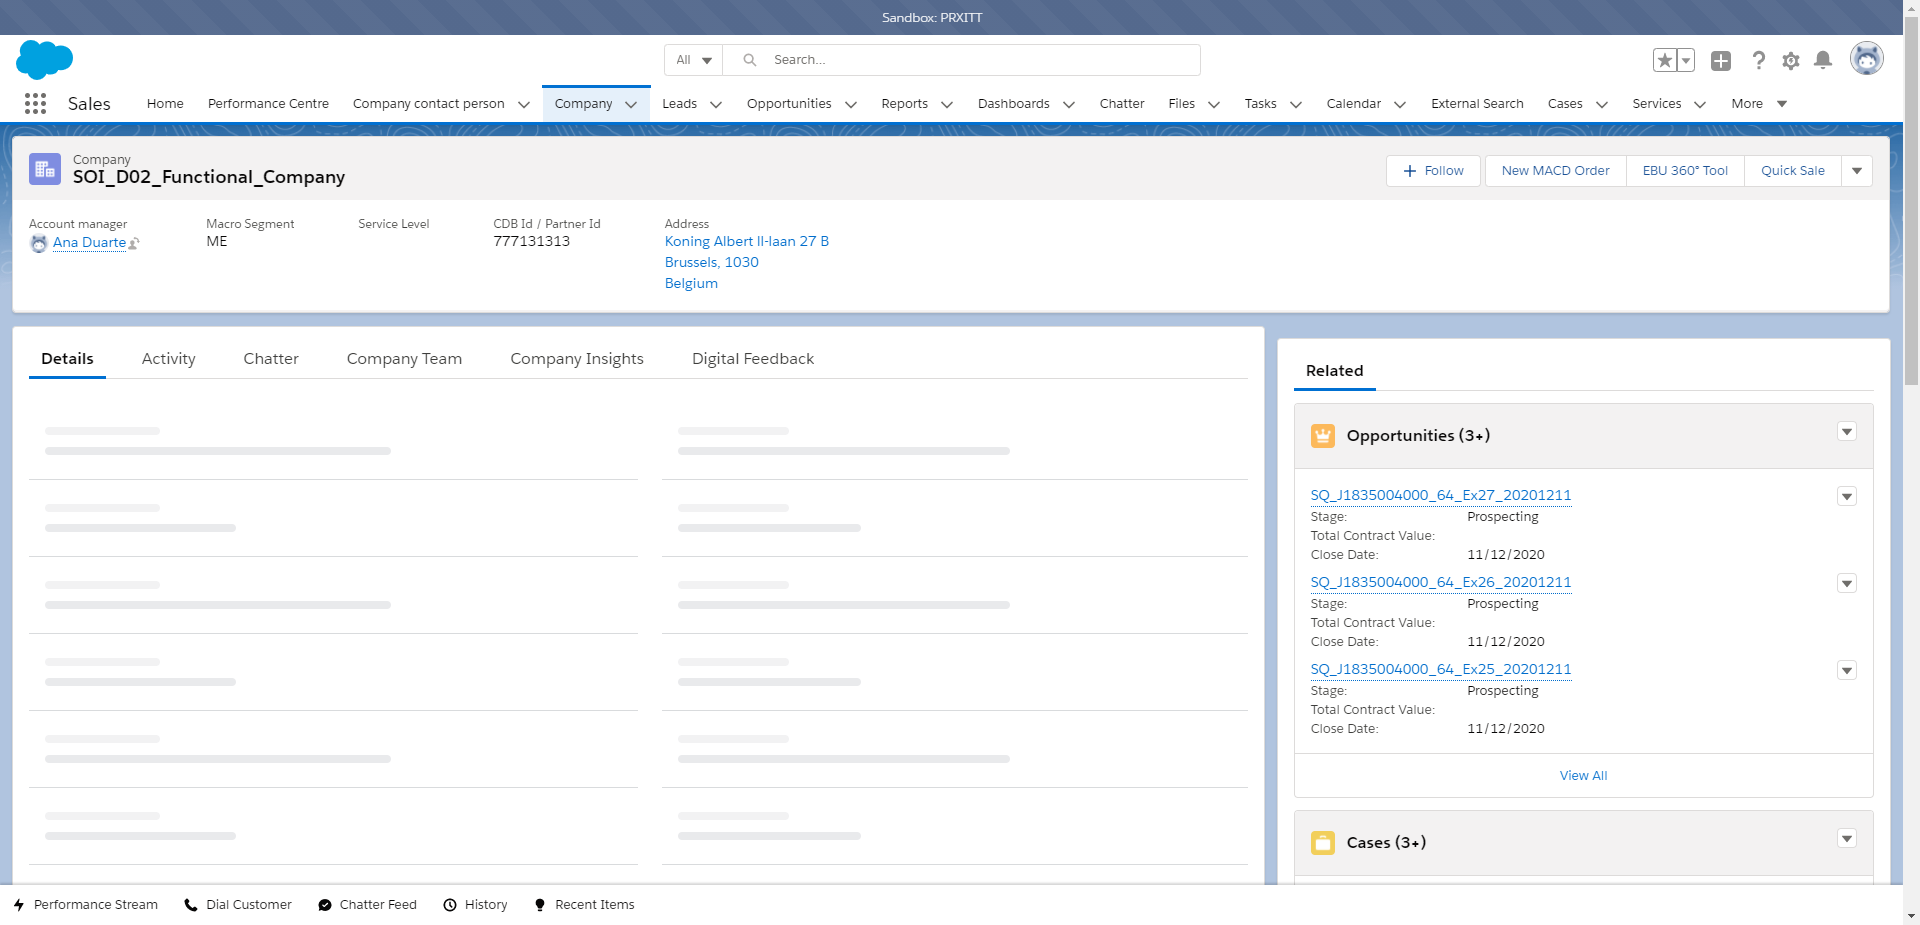 Sandbox: PRXITT
All
Search...
Sales
Home
Performance Centre
Company contact person
Company
Leads
Opportunities
Reports
Dashboards
Chatter
Files
Tasks
Calendar
External Search
Cases
Services
More
Company
SOI_D02_Functional_Company
Follow
New MACD Order
EBU 360° Tool
Quick Sale
Account manager
Ana Duarte
Macro Segment
ME
Service Level
CDB Id / Partner Id
777131313
Address
Koning Albert II-laan 27 B
Brussels, 1030
Belgium
Details
Activity
Chatter
Company Team
Company Insights
Digital Feedback
Related
Opportunities (3+)
SQ_J1835004000_64_Ex27_20201211
Stage: Prospecting
Total Contract Value:
Close Date: 11/12/2020
SQ_J1835004000_64_Ex26_20201211
Stage: Prospecting
Total Contract Value:
Close Date: 11/12/2020
SQ_J1835004000_64_Ex25_20201211
Stage: Prospecting
Total Contract Value:
Close Date: 11/12/2020
View All
Cases (3+)
Performance Stream
Dial Customer
Chatter Feed
History
Recent Items